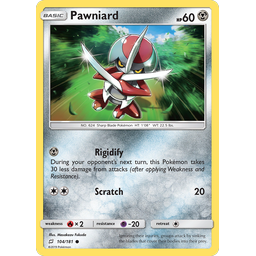 BASIC Pawniard HP60
NO. 624 Sharp Blade Pokémon HT: 1'08" WT: 22.5 lbs.
Rigidify
During your opponent's next turn, this Pokémon takes
30 less damage from attacks (after applying Weakness and
Resistance).
Scratch 20
weakness ×2 resistance -20 retreat
Illus. Masakazu Fukuda
104/181